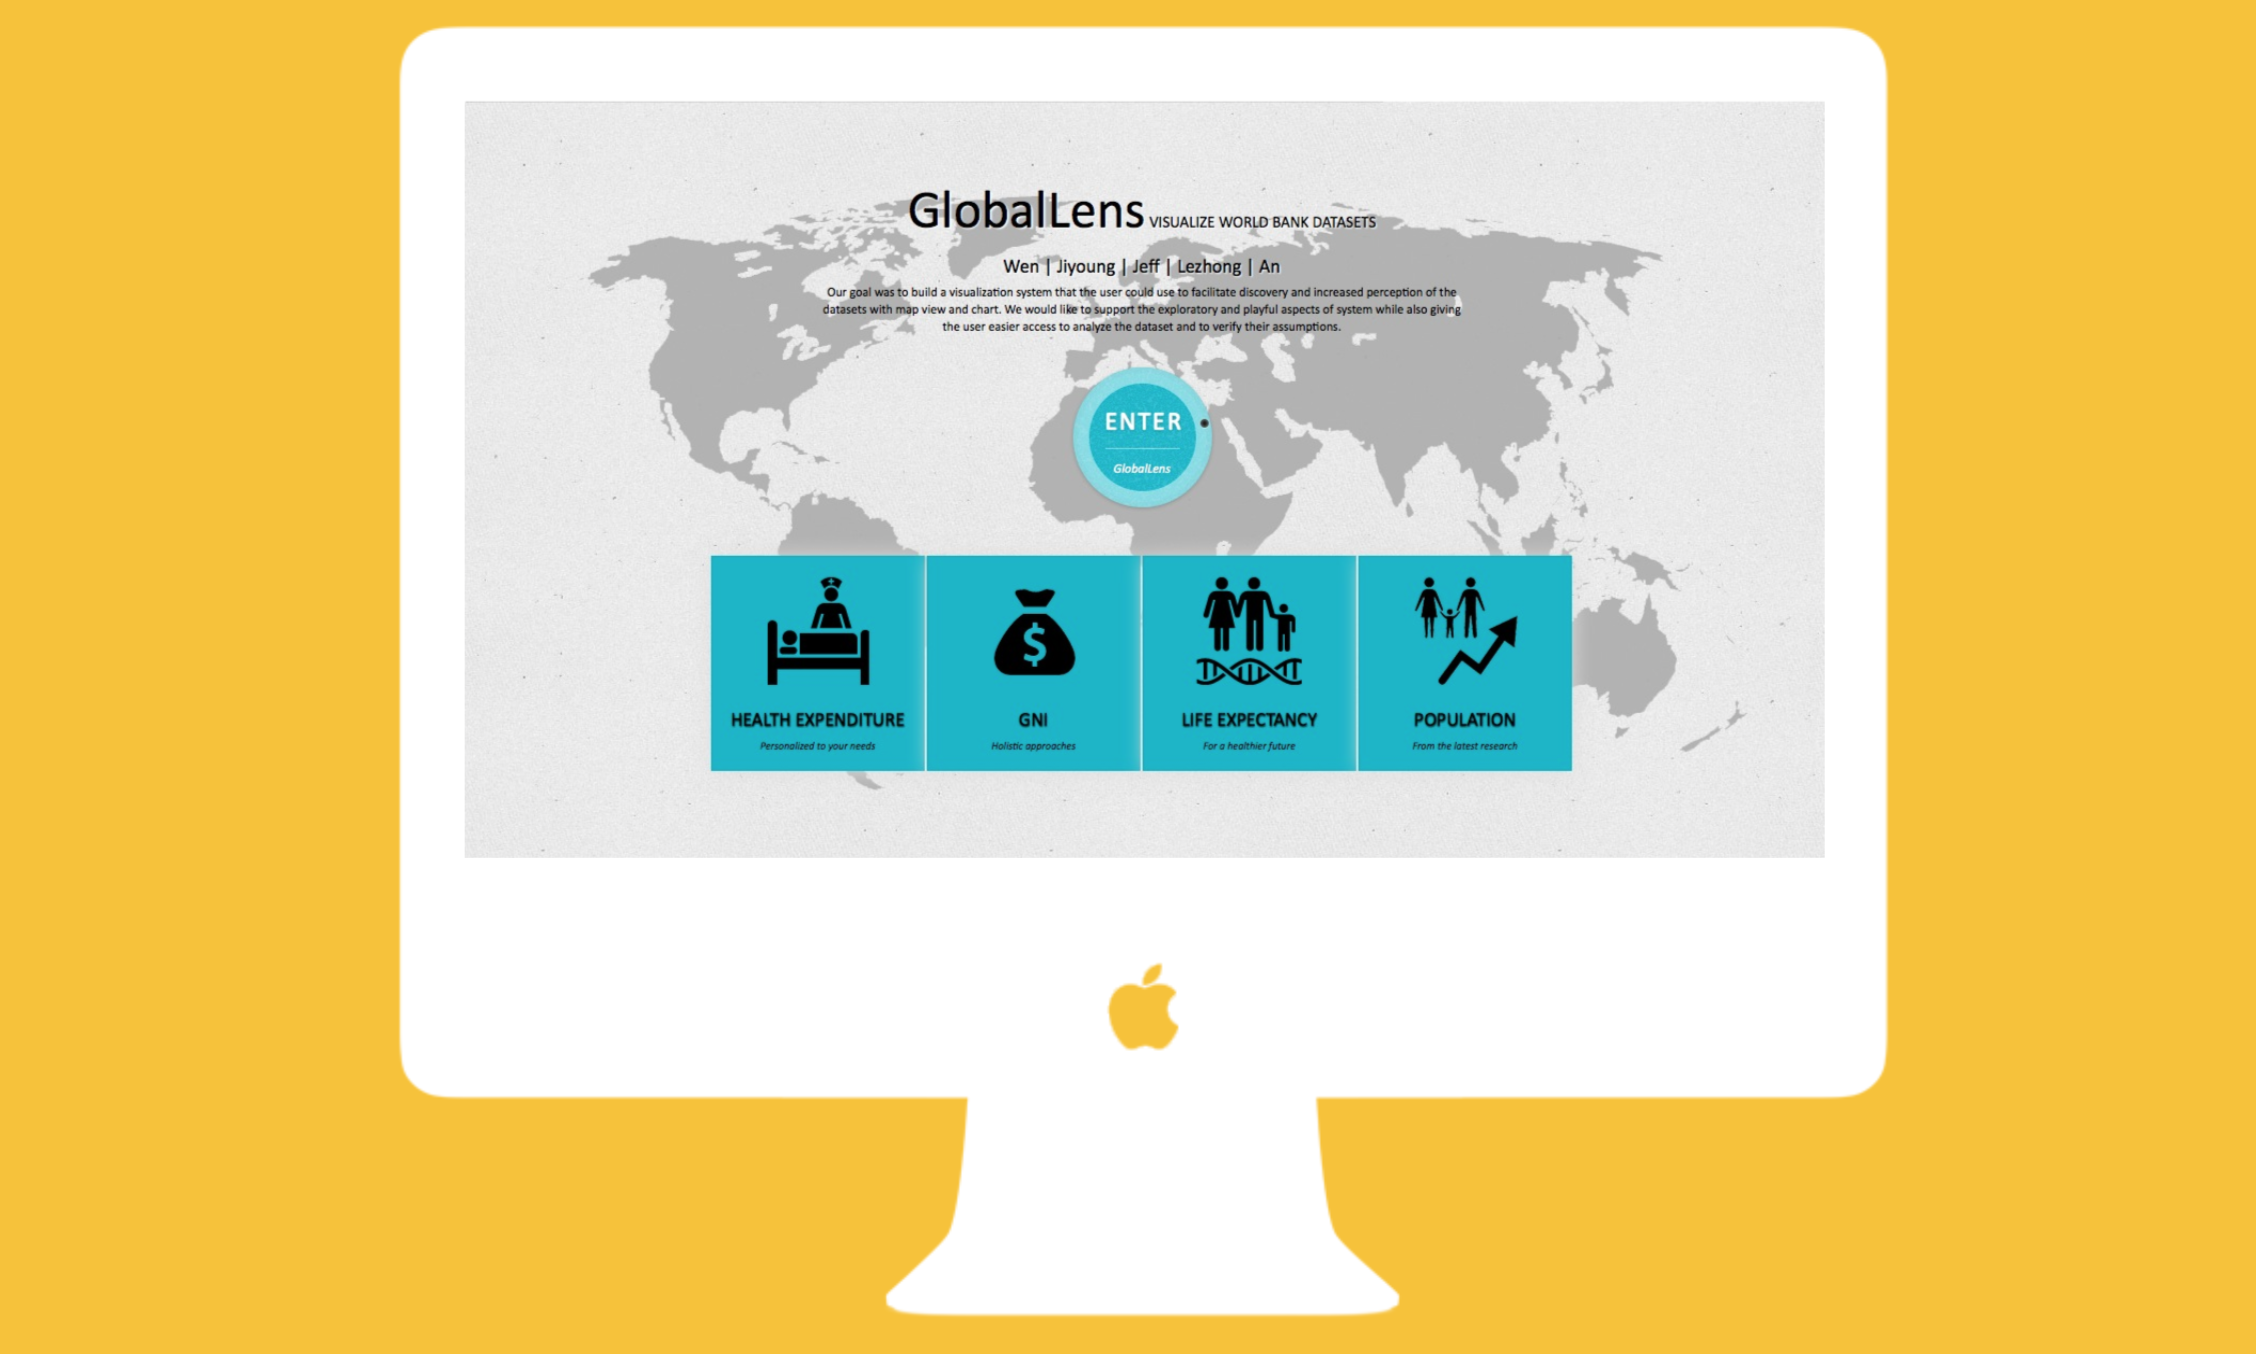 GlobalLens VISUALIZE WORLD BANK DATASETS
Wen | Jiyoung | Jeff | Lezhong | An
Our goal was to build a visualization system that the user could use to facilitate discovery and increased perception of the
datasets with map view and chart. We would like to support the exploratory and playful aspects of system while also giving
the user easier access to analyze the dataset and to verify their assumptions.
ENTER
GlobalLens
$
HEALTH EXPENDITURE
Personalized to your needs
GNI
Holistic approaches
LIFE EXPECTANCY
For a healthier future
POPULATION
From the latest research